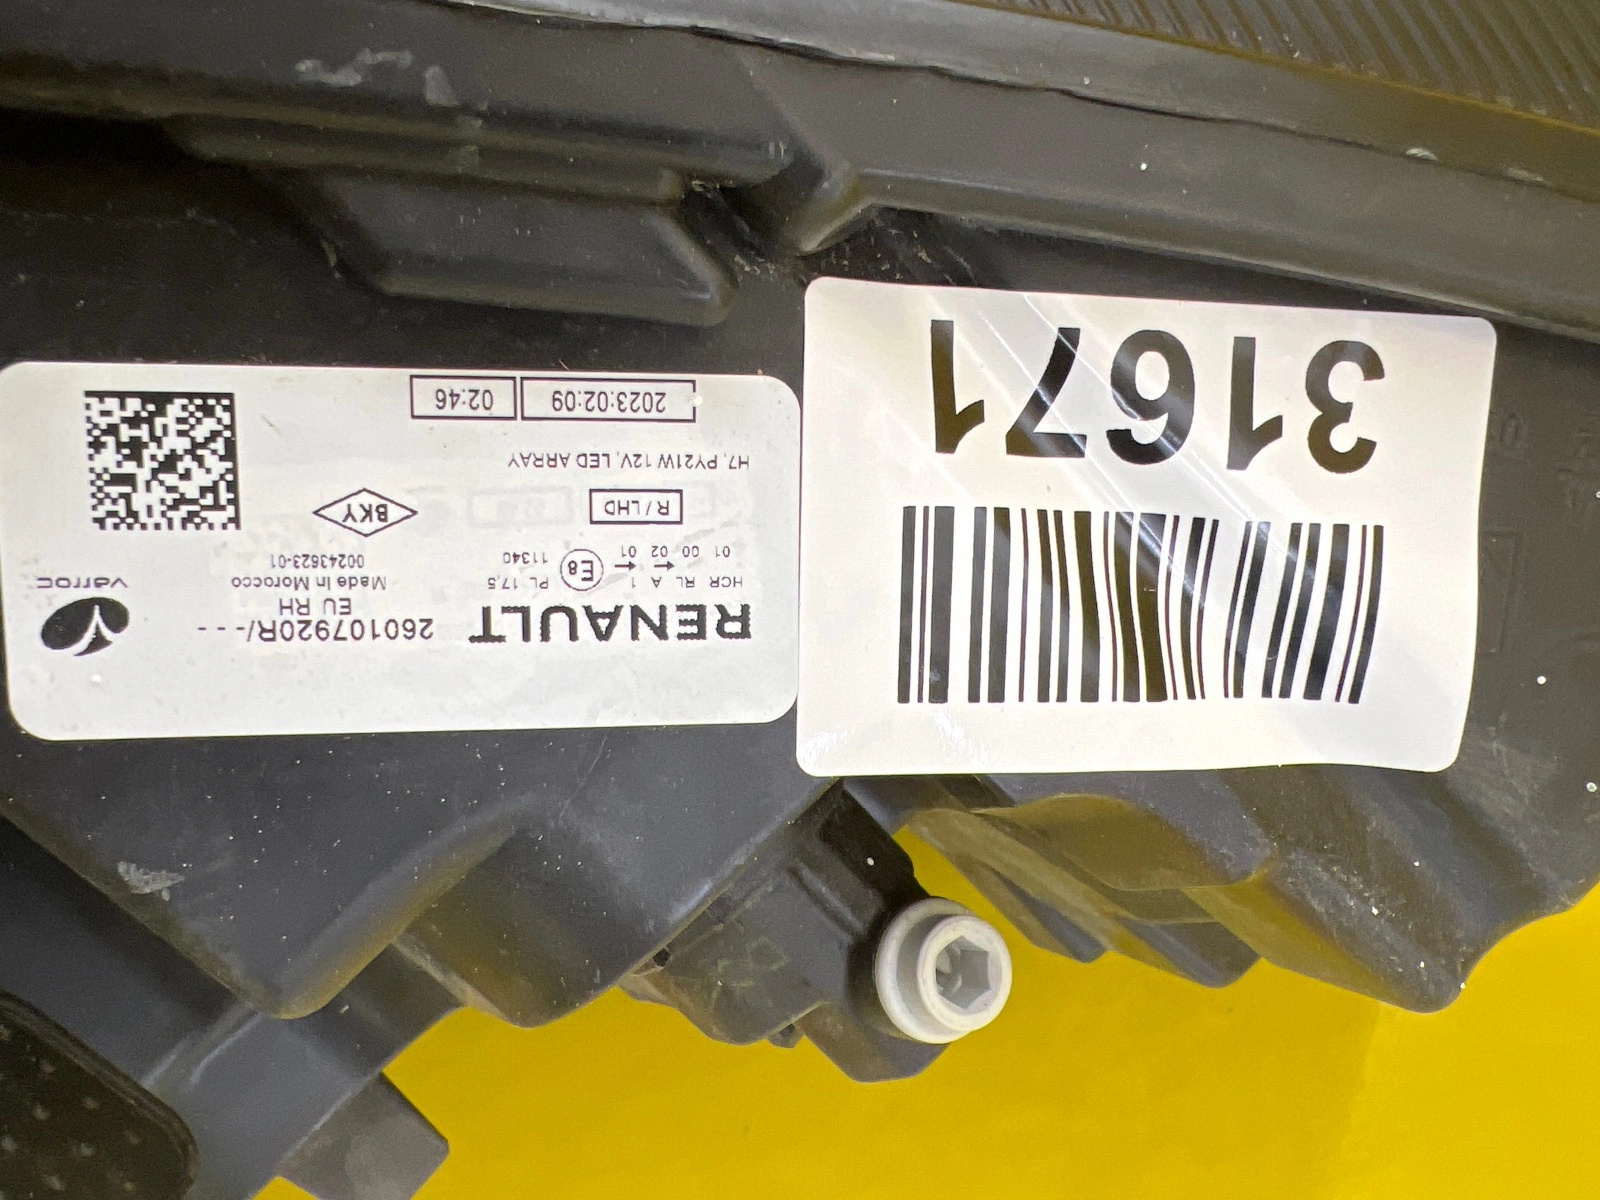 31671
RENAULT
260107920R/---
EU RH
Made In Morocco
00243623-01
varroc
HCR RL A 1 E8 PL 17,5
01 00 02 01 11340
R / LHD
BKY
H7, PY21W 12V, LED ARRAY
2023:02:09 02:46